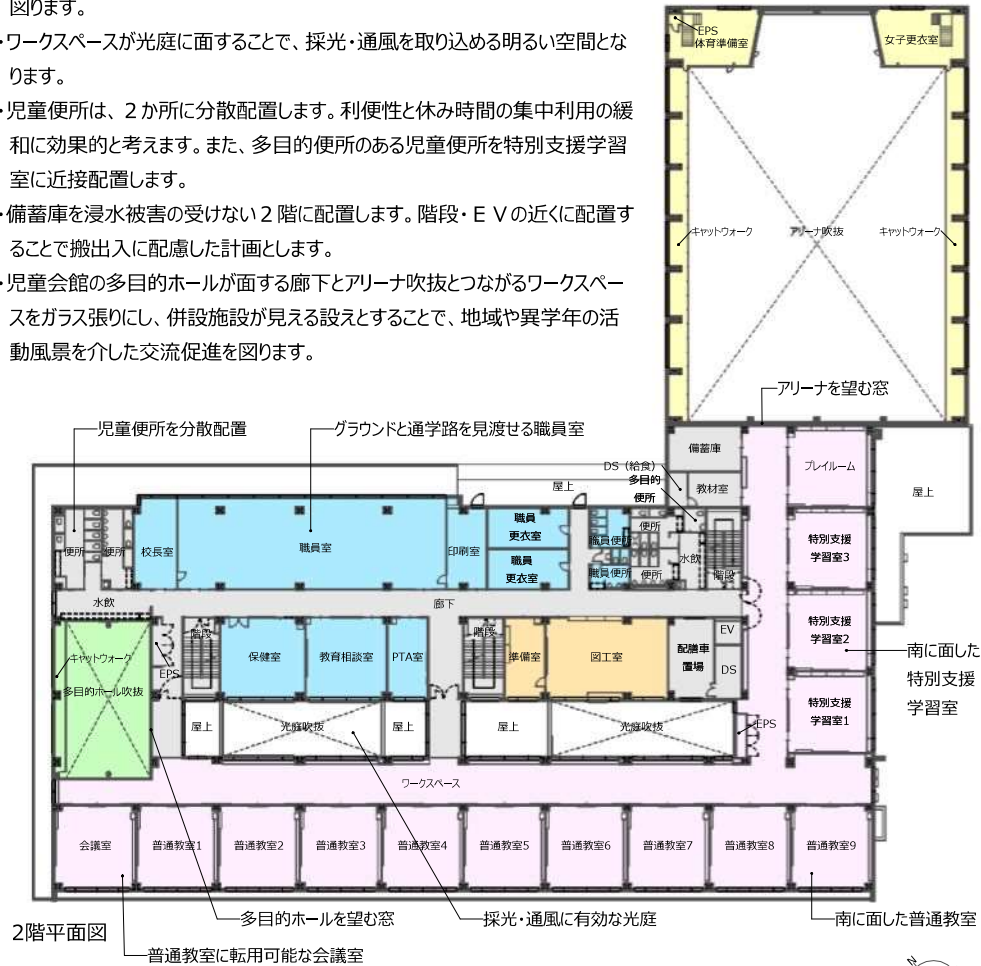 図ります。
・ワークスペースが光庭に面することで、採光・通風を取り込める明るい空間とな
ります。
・児童便所は、２か所に分散配置します。利便性と休み時間の集中利用の緩
和に効果的と考えます。また、多目的便所のある児童便所を特別支援学習
室に近接配置します。
・備蓄庫を浸水被害の受けない２階に配置します。階段・ＥＶの近くに配置す
ることで搬出入に配慮した計画とします。
・児童会館の多目的ホールが面する廊下とアリーナ吹抜とつながるワークスペー
スをガラス張りにし、併設施設が見える設えとすることで、地域や異学年の活
動風景を介した交流促進を図ります。
EPS
体育準備室
女子更衣室
キャットウォーク
アリーナ吹抜
キャットウォーク
アリーナを望む窓
児童便所を分散配置
グラウンドと通学路を見渡せる職員室
備蓄庫
プレイルーム
DS（給食）
多目的
便所
教材室
屋上
屋上
便所
便所
校長室
職員室
印刷室
職員
更衣室
職員
更衣室
職員便所
職員便所
便所
便所
水飲
階段
特別支援
学習室3
水飲
廊下
キャットウォーク
多目的ホール吹抜
EPS
階段
保健室
教育相談室
PTA室
階段
準備室
図工室
配膳車
置場
EV
DS
特別支援
学習室2
南に面した
特別支援
学習室
特別支援
学習室1
屋上
光庭吹抜
屋上
屋上
光庭吹抜
EPS
ワークスペース
会議室
普通教室1
普通教室2
普通教室3
普通教室4
普通教室5
普通教室6
普通教室7
普通教室8
普通教室9
多目的ホールを望む窓
採光・通風に有効な光庭
南に面した普通教室
2階平面図
普通教室に転用可能な会議室
N